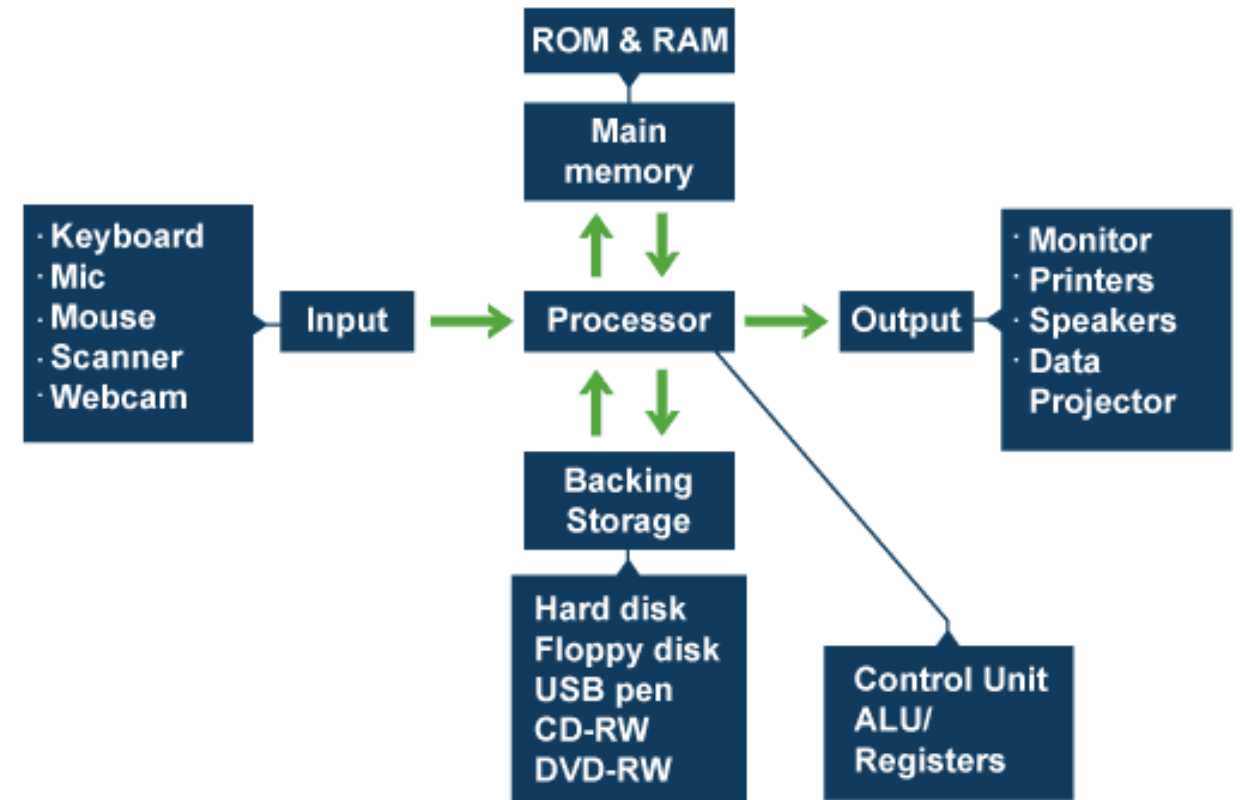 ROM & RAM
Main
memory
· Keyboard
· Mic
· Mouse
· Scanner
· Webcam
Input
Processor
Output
· Monitor
· Printers
· Speakers
· Data
Projector
Backing
Storage
Hard disk
Floppy disk
USB pen
CD-RW
DVD-RW
Control Unit
ALU/
Registers